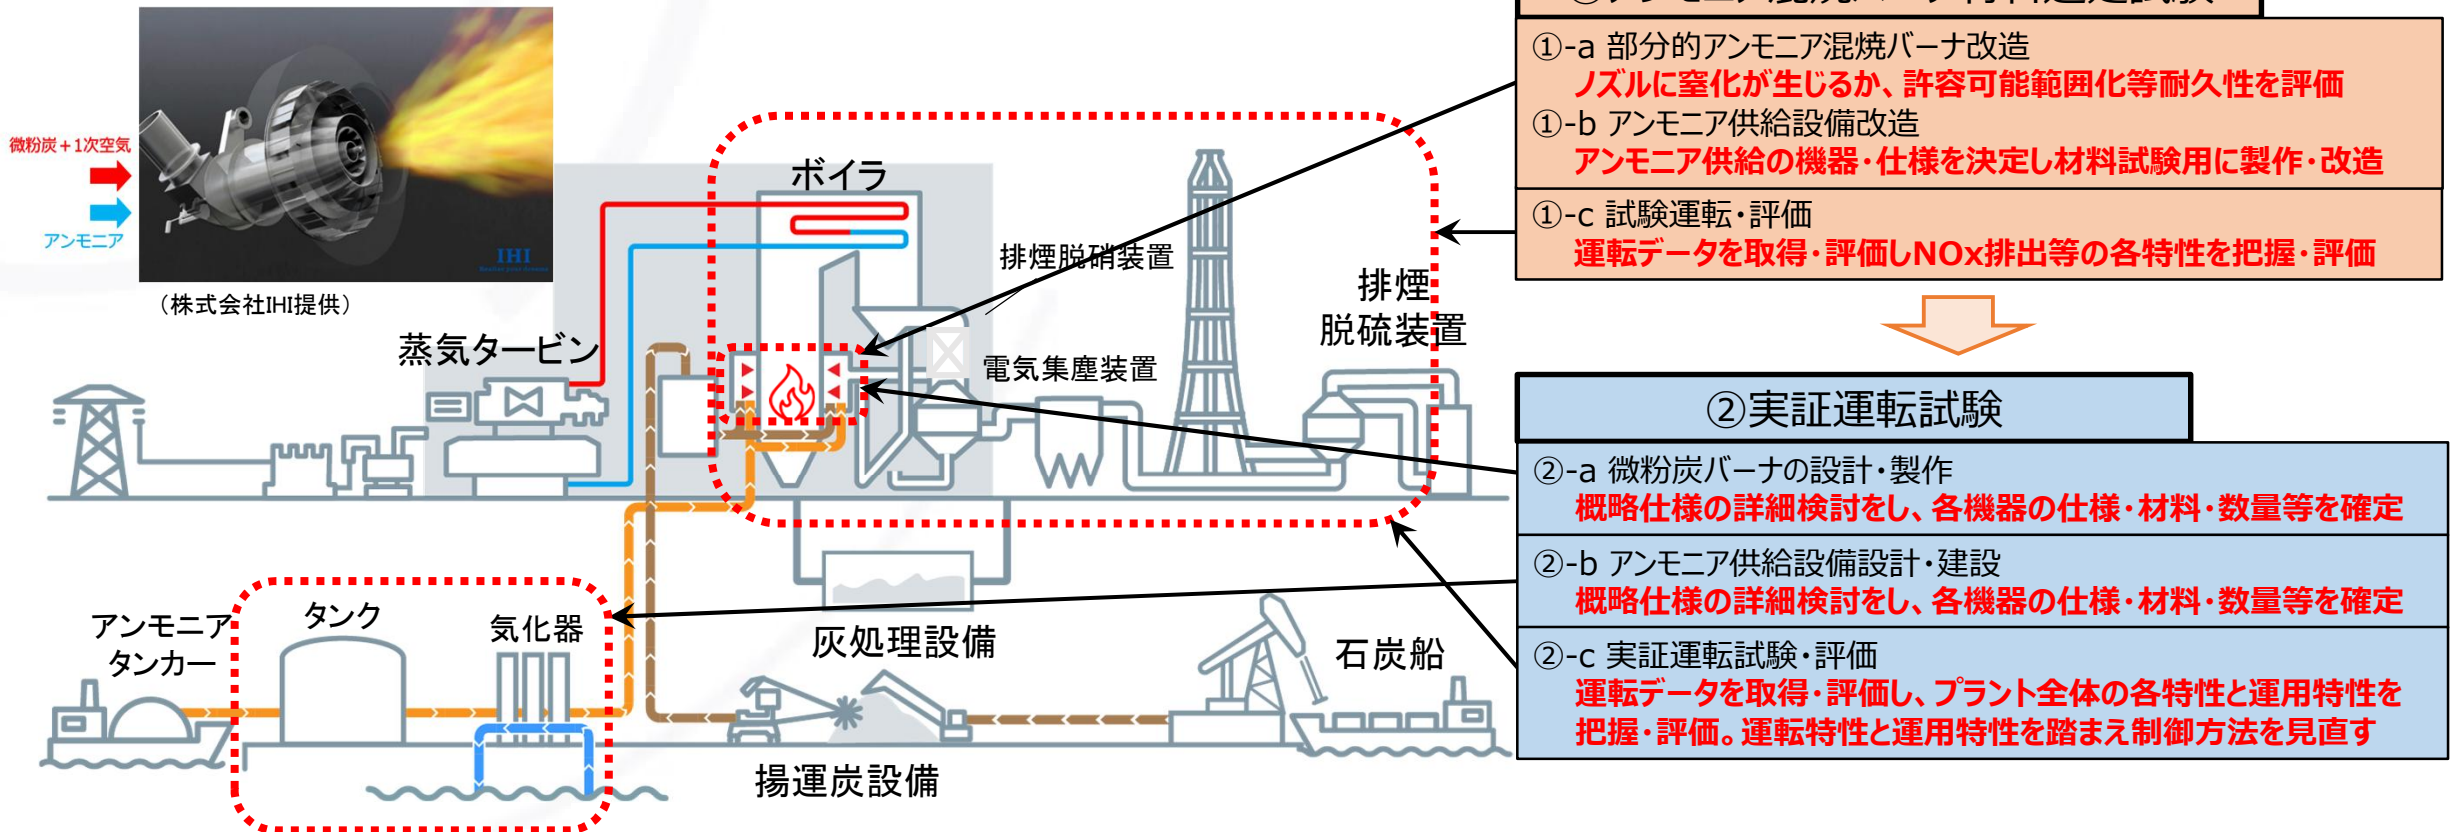 微粉炭+1次空気
アンモニア
IHI
（株式会社IHI提供）
ボイラ
排煙脱硝装置
排煙
脱硫装置
蒸気タービン
電気集塵装置
アンモニア
タンカー
タンク
気化器
灰処理設備
揚運炭設備
石炭船
①-a 部分的アンモニア混焼バーナ改造
ノズルに窒化が生じるか、許容可能範囲化等耐久性を評価
①-b アンモニア供給設備改造
アンモニア供給の機器・仕様を決定し材料試験用に製作・改造
①-c 試験運転・評価
運転データを取得・評価しNOx排出等の各特性を把握・評価
②実証運転試験
②-a 微粉炭バーナの設計・製作
概略仕様の詳細検討をし、各機器の仕様・材料・数量等を確定
②-b アンモニア供給設備設計・建設
概略仕様の詳細検討をし、各機器の仕様・材料・数量等を確定
②-c 実証運転試験・評価
運転データを取得・評価し、プラント全体の各特性と運用特性を
把握・評価。運転特性と運用特性を踏まえ制御方法を見直す